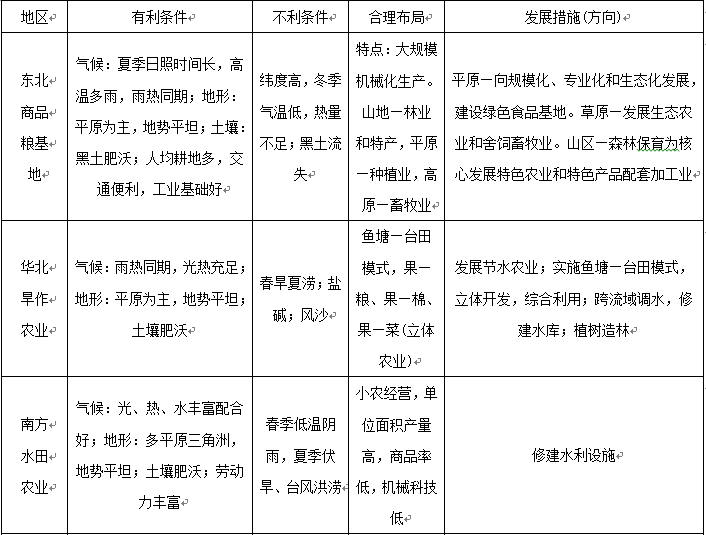 地区
有利条件
不利条件
合理布局
发展措施(方向)
东北
商品
粮基
地
气候：夏季日照时间长，高
温多雨，雨热同期；地形：
平原为主，地势平坦；土壤：
黑土肥沃；人均耕地多，交
通便利，工业基础好
纬度高，冬季
气温低，热量
不足；黑土流
失
特点：大规模
机械化生产。
山地—林业
和特产，平原
—种植业，高
原—畜牧业
平原—向规模化、专业化和生态化发展，
建设绿色食品基地。草原—发展生态农
业和舍饲畜牧业。山区—森林保育为核
心发展特色农业和特色产品配套加工业
华北
旱作
农业
气候：雨热同期，光热充足；
地形：平原为主，地势平坦；
土壤肥沃
春旱夏涝；盐
碱；风沙
鱼塘—台田
模式，果—
粮、果—棉、
果—菜(立体
农业)
发展节水农业；实施鱼塘—台田模式，
立体开发，综合利用；跨流域调水，修
建水库；植树造林
南方
水田
农业
气候：光、热、水丰富配合
好；地形：多平原三角洲，
地势平坦；土壤肥沃；劳动
力丰富
春季低温阴
雨，夏季伏
旱、台风洪涝
小农经营，单
位面积产量
高，商品率
低，机械科技
低
修建水利设施